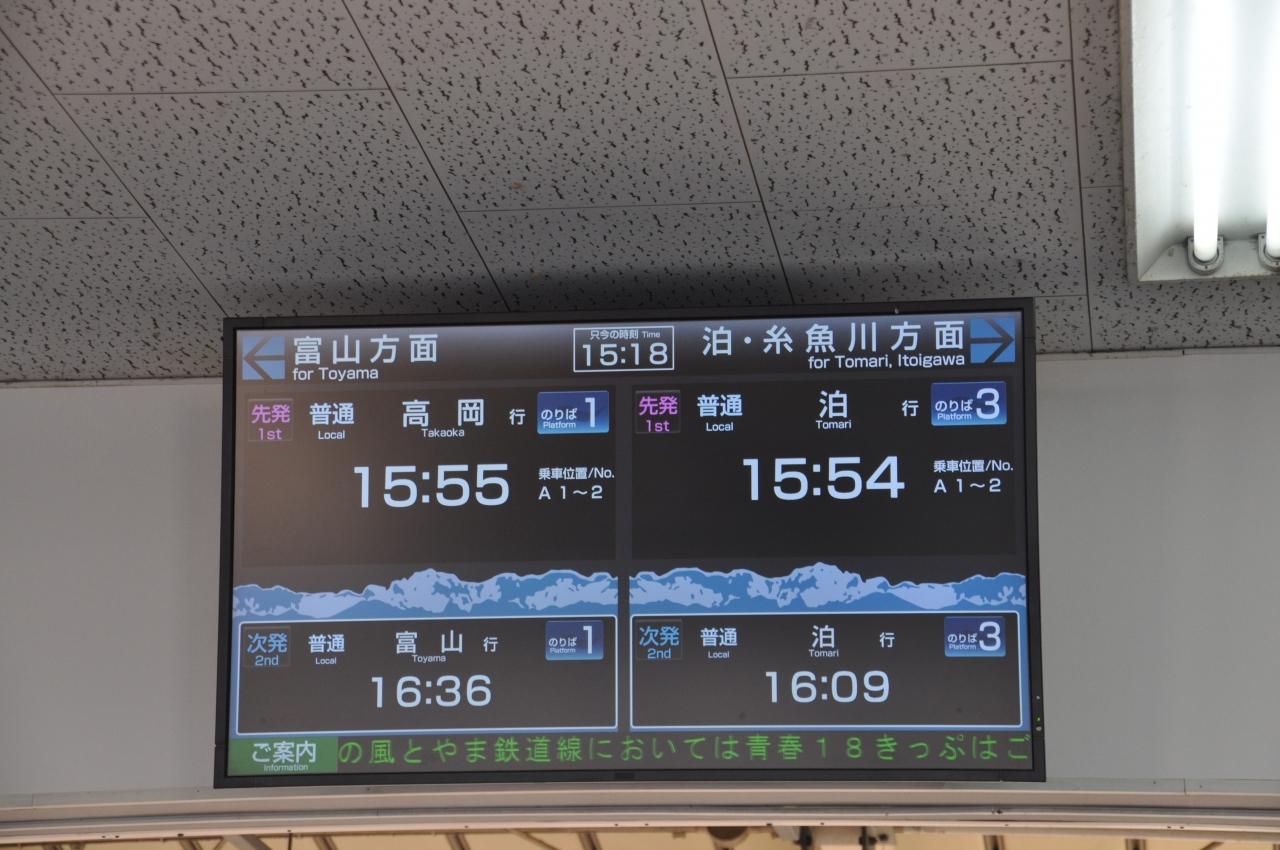 富山方面
for Toyama
只今の時刻 Time
15:18
泊・糸魚川方面
for Tomari, Itoigawa
先発 普通 高岡 行 のりば 1
1st Local Takaoka Platform
15:55 乗車位置/No.
A 1～2
先発 普通 泊 行 のりば 3
1st Local Tomari Platform
15:54 乗車位置/No.
A 1～2
次発 普通 富山 行 のりば 1
2nd Local Toyama Platform
16:36
次発 普通 泊 行 のりば 3
2nd Local Tomari Platform
16:09
ご案内 の風とやま鉄道線においては青春１８きっぷはご
Information